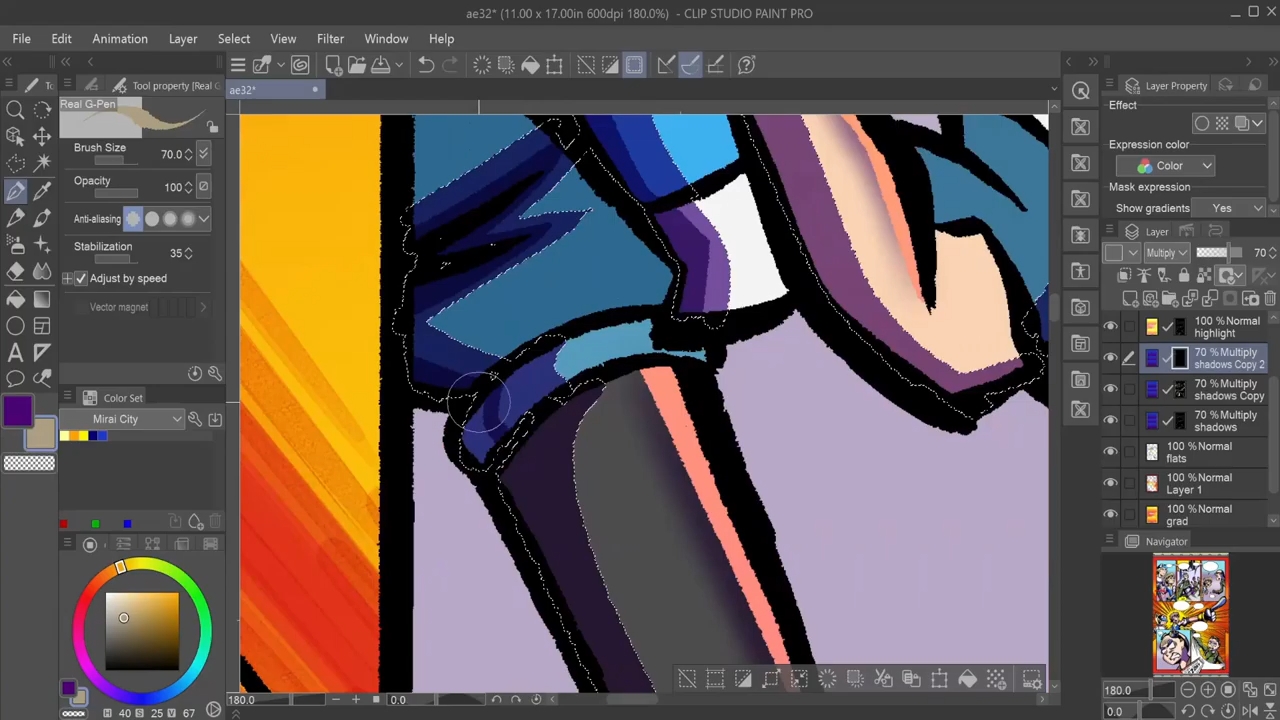 ae32* (11.00 x 17.00in 600dpi 180.0%) - CLIP STUDIO PAINT PRO
File Edit Animation Layer Select View Filter Window Help
ae32*
Tool property [Real G
Real G-Pen
Brush Size 70.0
Opacity 100
Anti-aliasing
Stabilization 35
Adjust by speed
Vector magnet
Color Set
Mirai City
H 40 S 25 V 67
180.0
0.0
Layer Property
Effect
Expression color
Color
Mask expression
Show gradients Yes
Layer
Multiply 70
100 % Normal
highlight
70 % Multiply
shadows Copy 2
70 % Multiply
shadows Copy
70 % Multiply
shadows
100 % Normal
flats
100 % Normal
Layer 1
100 % Normal
grad
Navigator
180.0
0.0